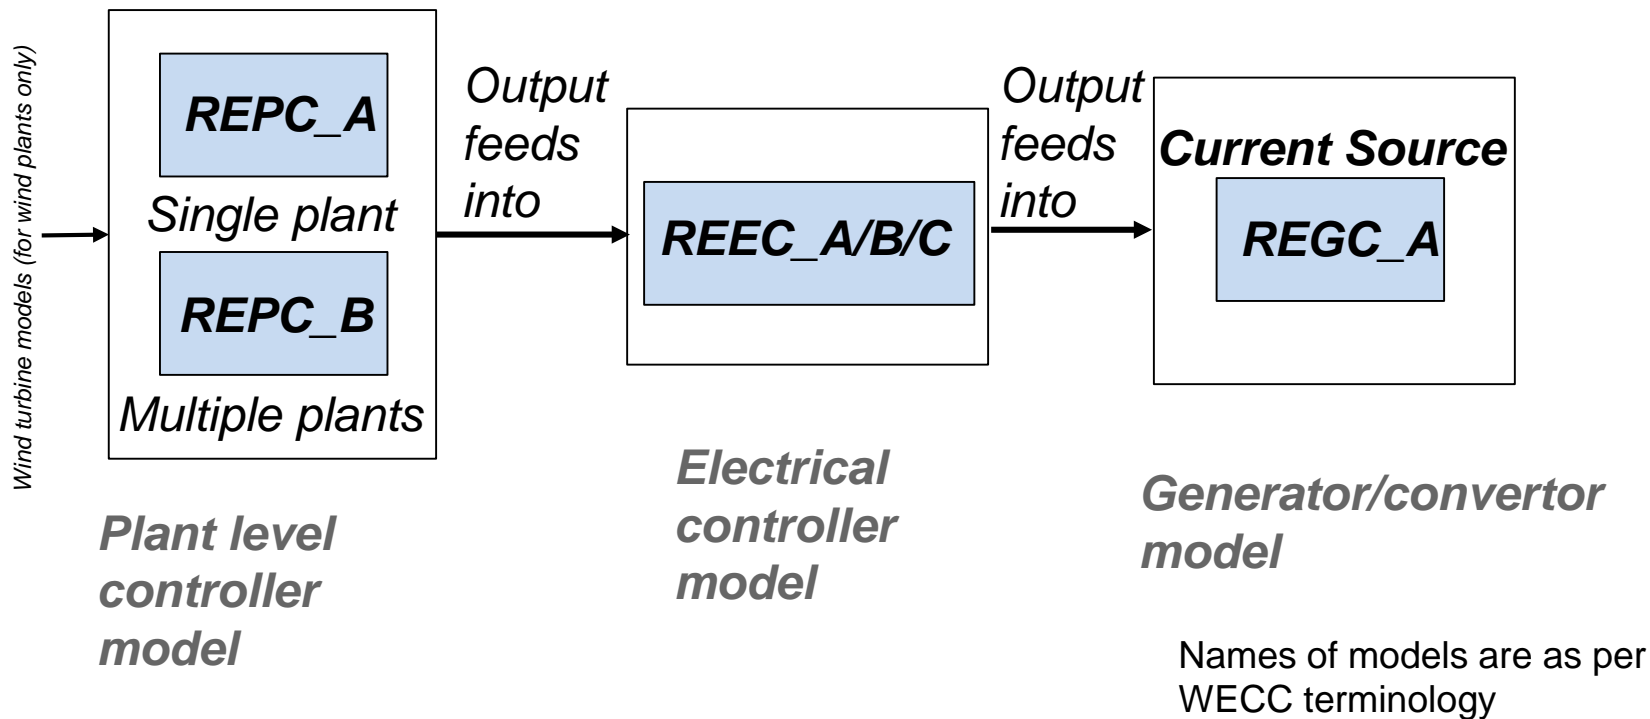 Wind turbine models (for wind plants only)
REPC_A
Single plant
REPC_B
Multiple plants
Plant level
controller
model
Output
feeds
into
REEC_A/B/C
Electrical
controller
model
Output
feeds
into
Current Source
REGC_A
Generator/convertor
model
Names of models are as per
WECC terminology